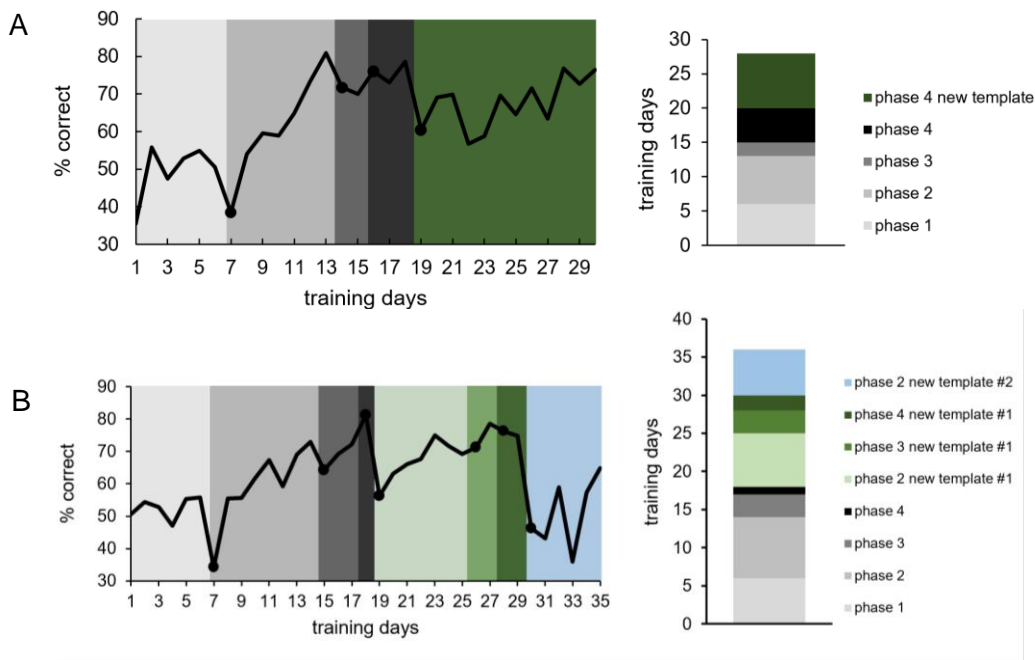 A
% correct
90
80
70
60
50
40
30
1 3 5 7 9 11 13 15 17 19 21 23 25 27 29
training days
training days
30
25
20
15
10
5
0
phase 4 new template
phase 4
phase 3
phase 2
phase 1
B
% correct
90
80
70
60
50
40
30
1 3 5 7 9 11 13 15 17 19 21 23 25 27 29 31 33 35
training days
training days
40
35
30
25
20
15
10
5
0
phase 2 new template #2
phase 4 new template #1
phase 3 new template #1
phase 2 new template #1
phase 4
phase 3
phase 2
phase 1